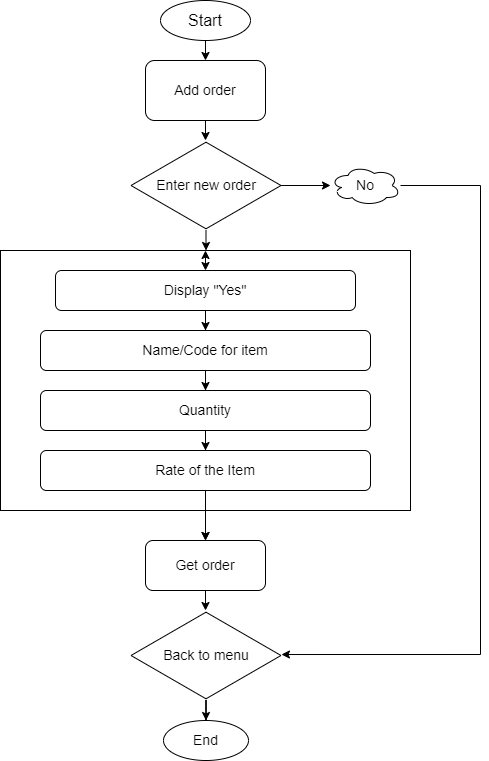 Start
Add order
Enter new order
No
Display "Yes"
Name/Code for item
Quantity
Rate of the Item
Get order
Back to menu
End